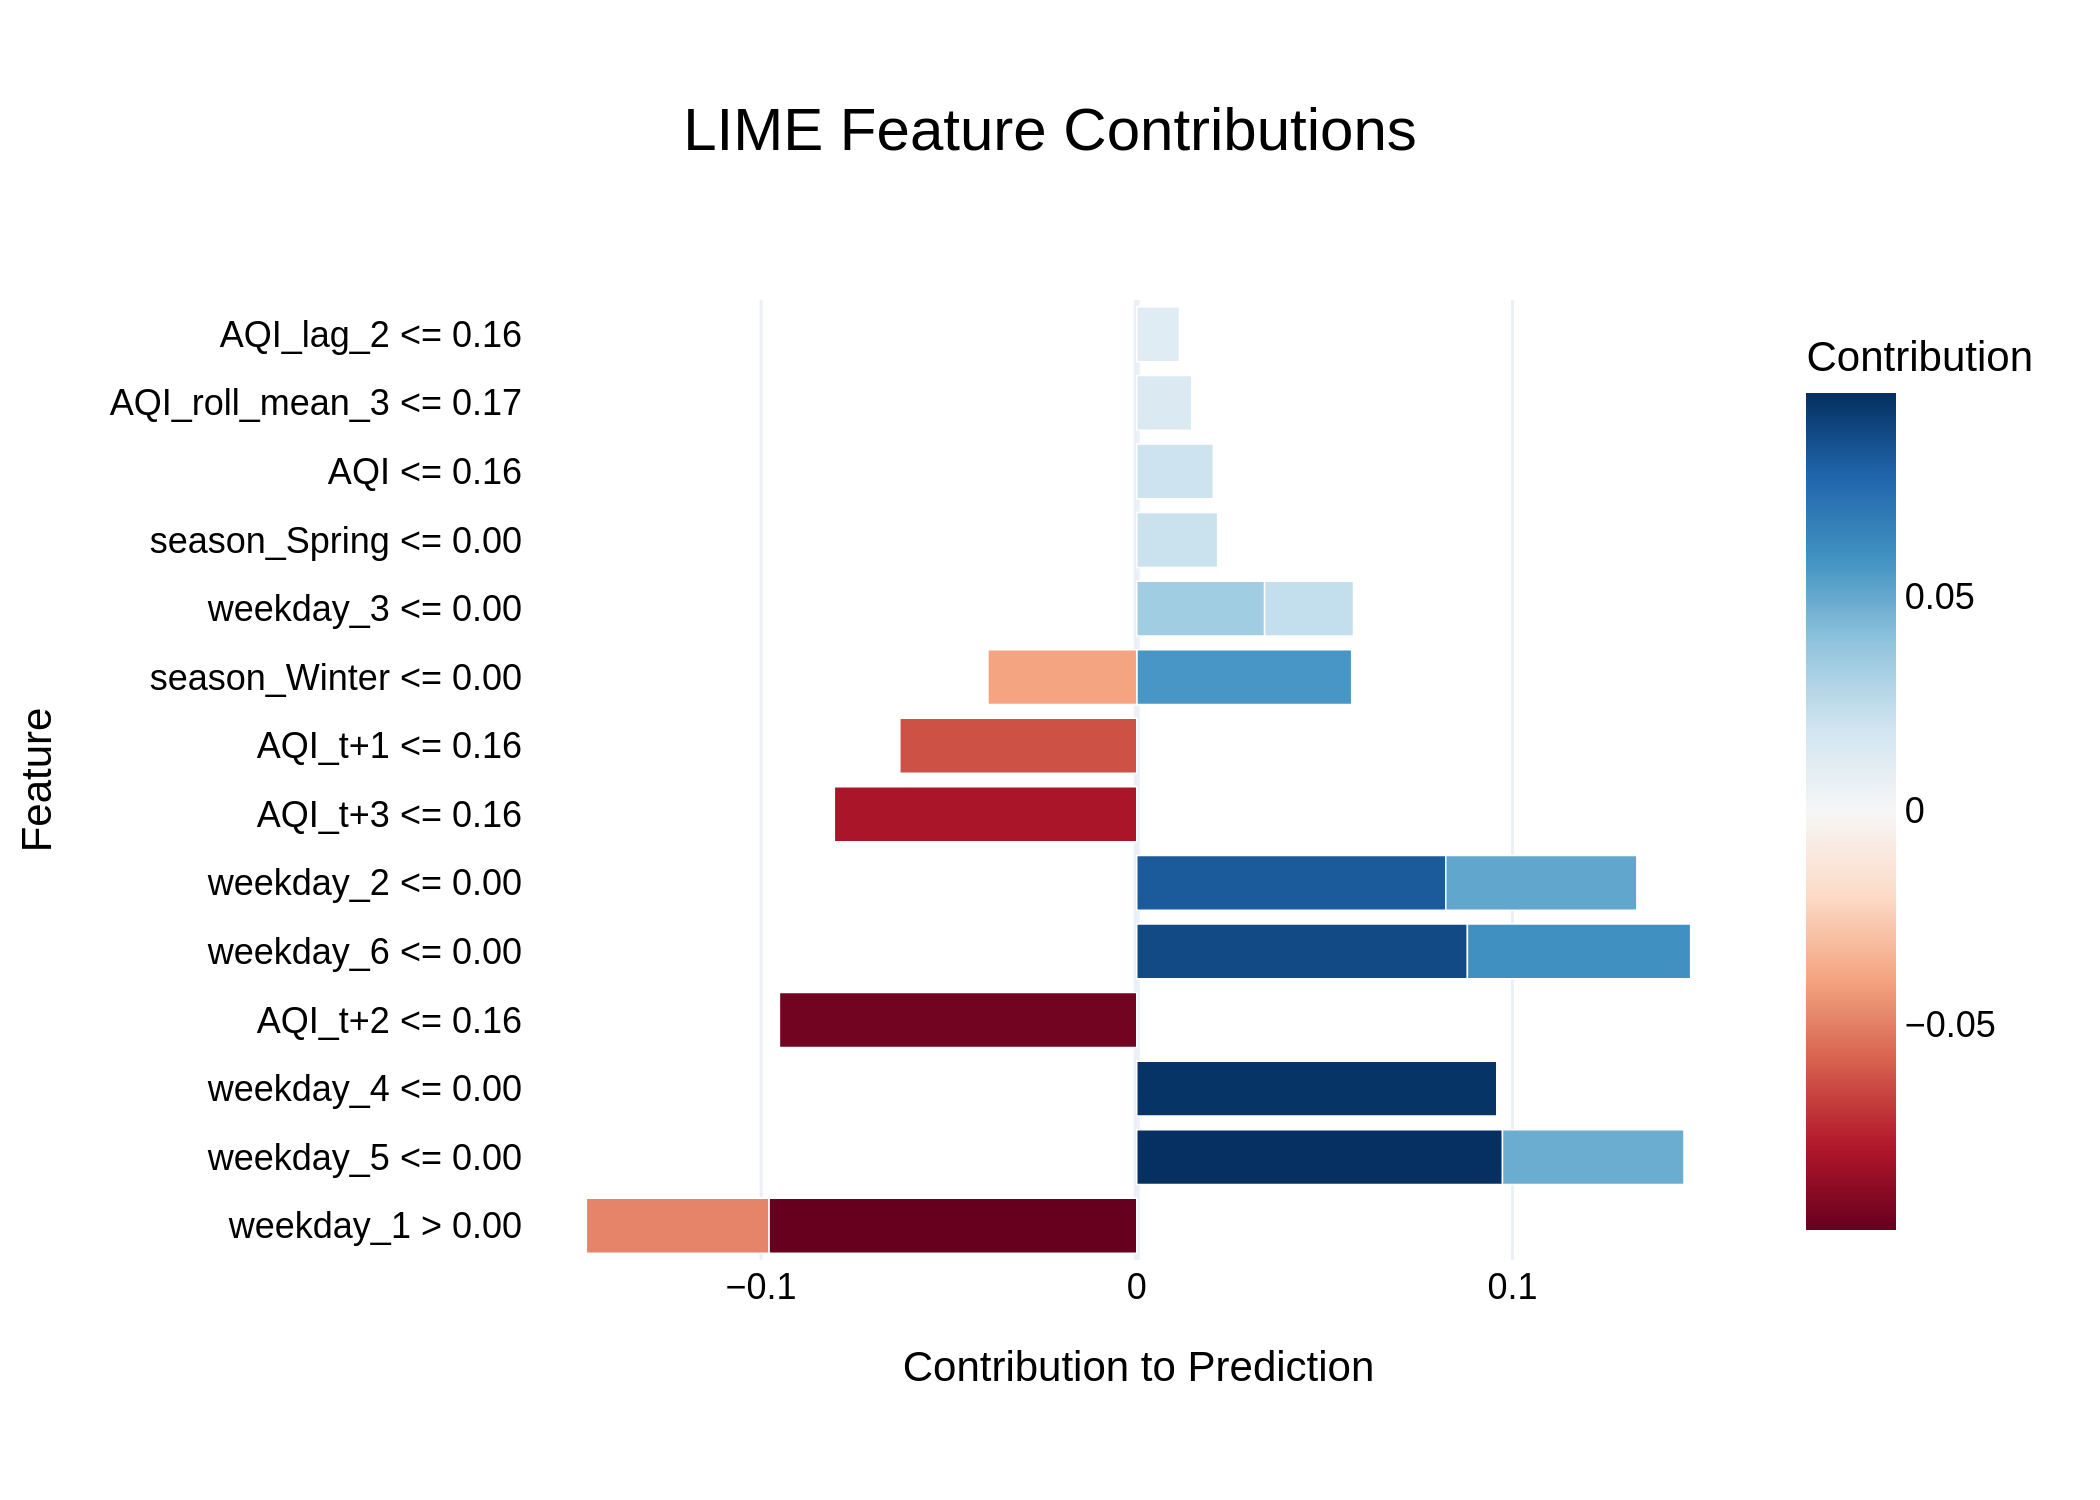 LIME Feature Contributions
AQI_lag_2 <= 0.16
AQI_roll_mean_3 <= 0.17
AQI <= 0.16
season_Spring <= 0.00
weekday_3 <= 0.00
season_Winter <= 0.00
AQI_t+1 <= 0.16
AQI_t+3 <= 0.16
weekday_2 <= 0.00
weekday_6 <= 0.00
AQI_t+2 <= 0.16
weekday_4 <= 0.00
weekday_5 <= 0.00
weekday_1 > 0.00
Feature
−0.1
0
0.1
Contribution to Prediction
Contribution
0.05
0
−0.05